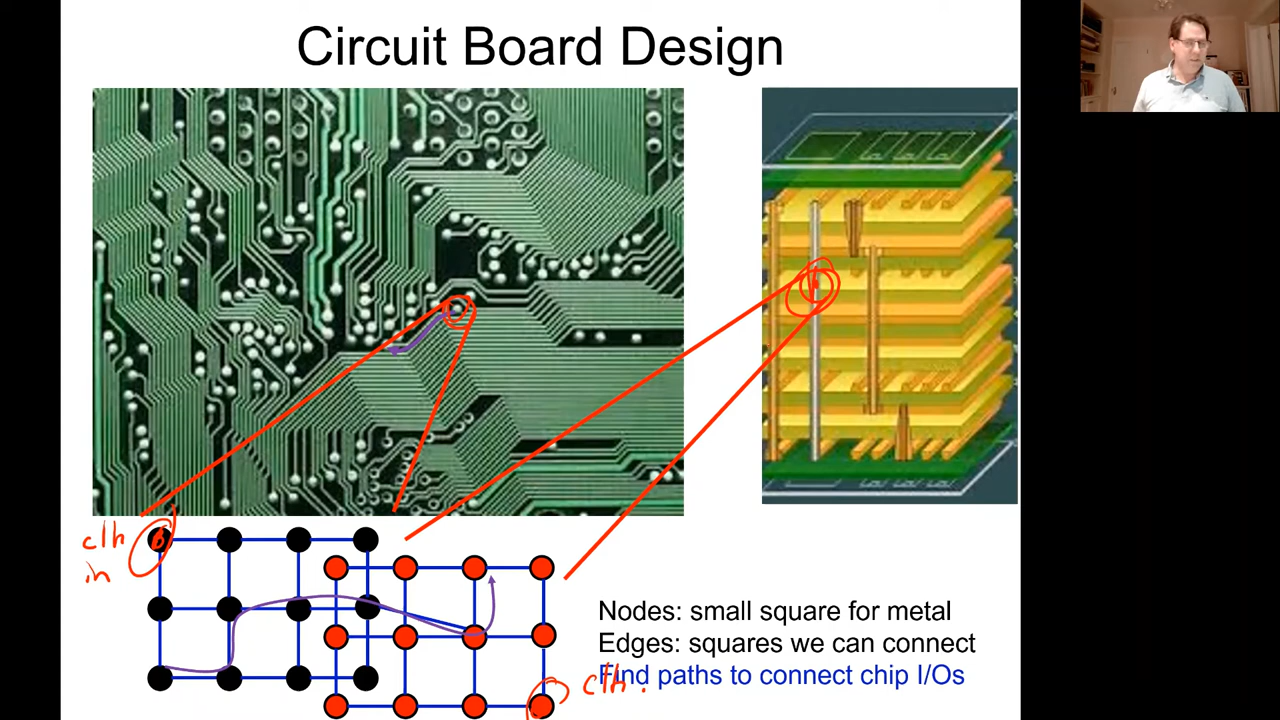 Circuit Board Design
clk
in
Nodes: small square for metal
Edges: squares we can connect
Find paths to connect chip I/Os
clk